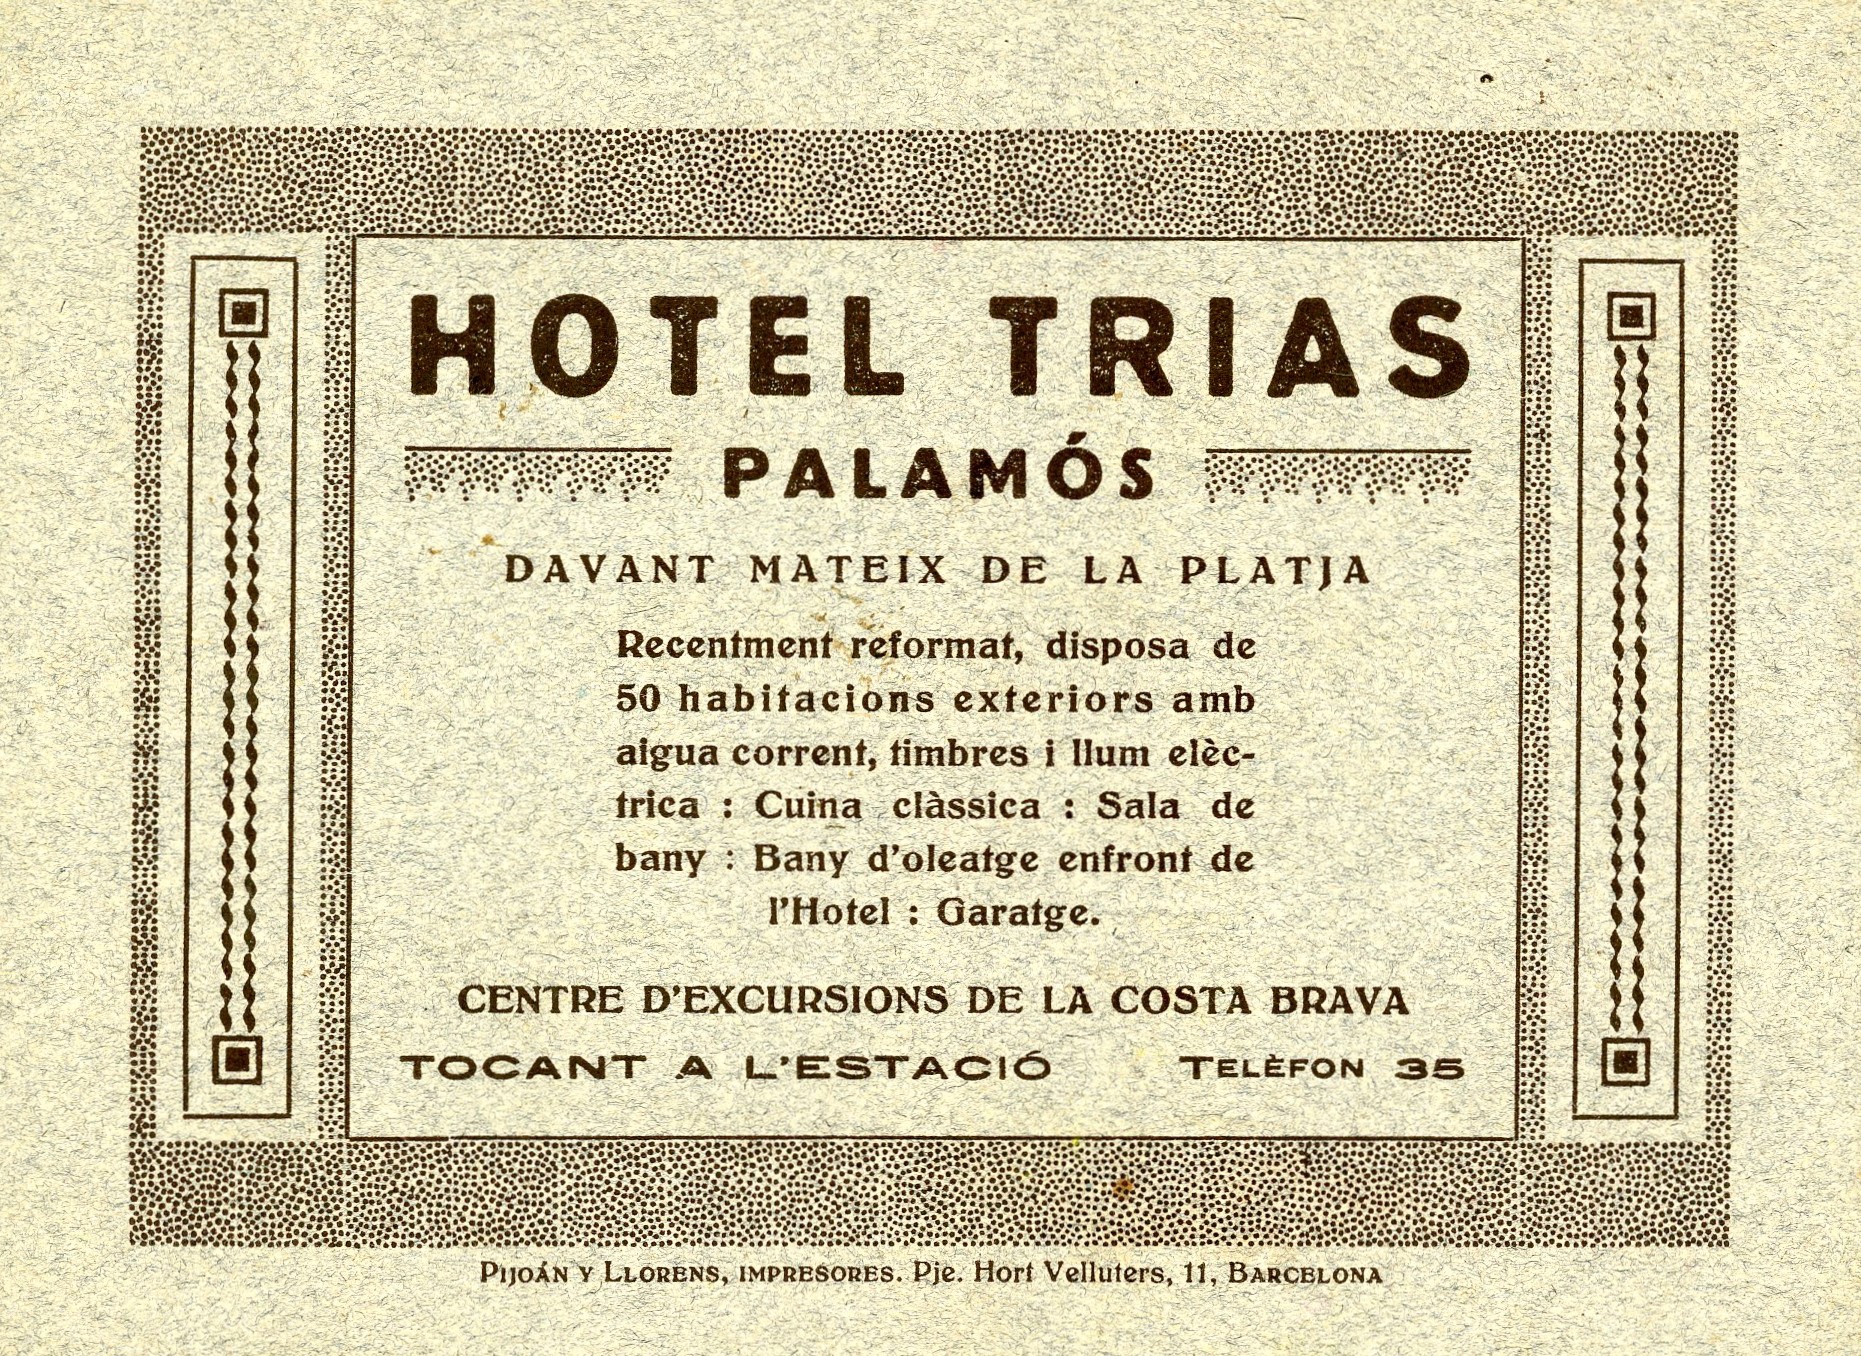 HOTEL TRIAS
PALAMÓS
DAVANT MATEIX DE LA PLATJA
Recentment reformat, disposa de
50 habitacions exteriors amb
aigua corrent, timbres i llum elèc-
trica : Cuina clàssica : Sala de
bany : Bany d'oleatge enfront de
l'Hotel : Garatge.
CENTRE D'EXCURSIONS DE LA COSTA BRAVA
TOCANT A L'ESTACIÓ TELÈFON 35
PIJOÁN Y LLORENS, IMPRESORES. Pje. Hort Velluters, 11, BARCELONA